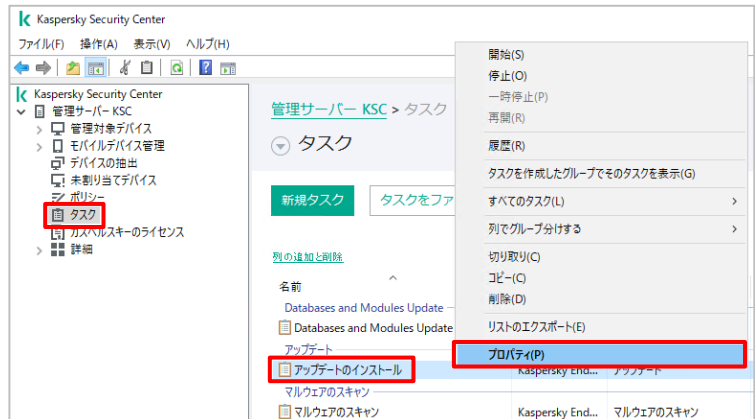 Kaspersky Security Center
ファイル(F) 操作(A) 表示(V) ヘルプ(H)
Kaspersky Security Center
管理サーバー KSC
管理対象デバイス
モバイルデバイス管理
デバイスの抽出
未割り当てデバイス
ポリシー
タスク
カスペルスキーのライセンス
詳細
管理サーバー KSC > タスク
タスク
新規タスク
タスクをファ
列の追加と削除
名前
Databases and Modules Update
Databases and Modules Update
アップデート
アップデートのインストール Kaspersky End... アップデート
マルウェアのスキャン
マルウェアのスキャン Kaspersky End... マルウェアのスキャン
開始(S)
停止(O)
一時停止(P)
再開(R)
履歴(R)
タスクを作成したグループでそのタスクを表示(G)
すべてのタスク(L)
列でグループ分けする
切り取り(C)
コピー(C)
削除(D)
リストのエクスポート(E)
プロパティ(P)